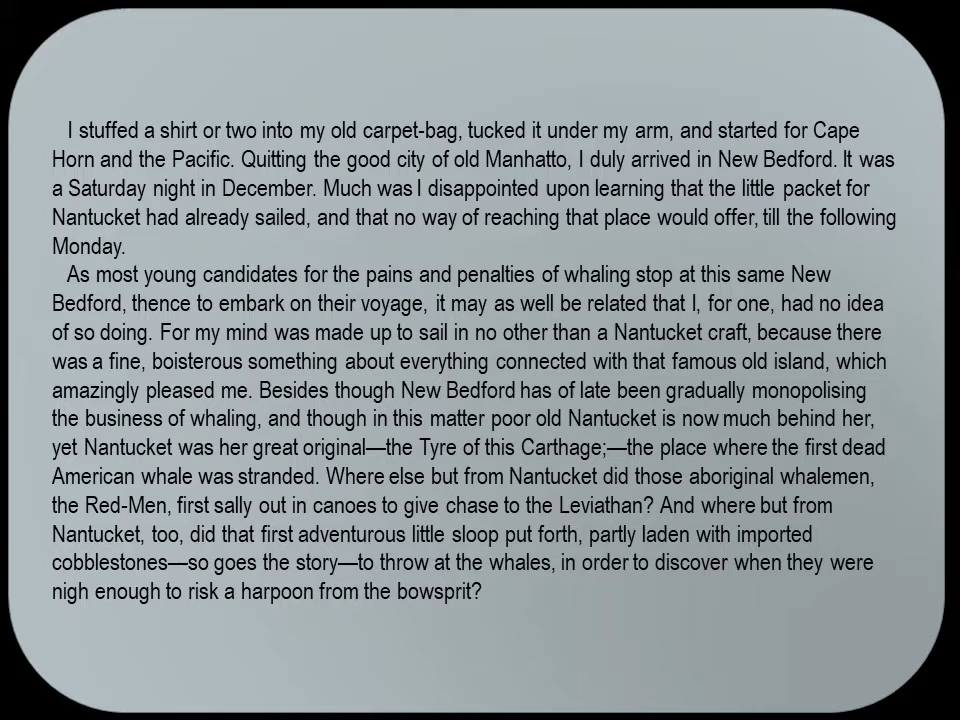 I stuffed a shirt or two into my old carpet-bag, tucked it under my arm, and started for Cape
Horn and the Pacific. Quitting the good city of old Manhatto, I duly arrived in New Bedford. It was
a Saturday night in December. Much was I disappointed upon learning that the little packet for
Nantucket had already sailed, and that no way of reaching that place would offer, till the following
Monday.
As most young candidates for the pains and penalties of whaling stop at this same New
Bedford, thence to embark on their voyage, it may as well be related that I, for one, had no idea
of so doing. For my mind was made up to sail in no other than a Nantucket craft, because there
was a fine, boisterous something about everything connected with that famous old island, which
amazingly pleased me. Besides though New Bedford has of late been gradually monopolising
the business of whaling, and though in this matter poor old Nantucket is now much behind her,
yet Nantucket was her great original—the Tyre of this Carthage;—the place where the first dead
American whale was stranded. Where else but from Nantucket did those aboriginal whalemen,
the Red-Men, first sally out in canoes to give chase to the Leviathan? And where but from
Nantucket, too, did that first adventurous little sloop put forth, partly laden with imported
cobblestones—so goes the story—to throw at the whales, in order to discover when they were
nigh enough to risk a harpoon from the bowsprit?